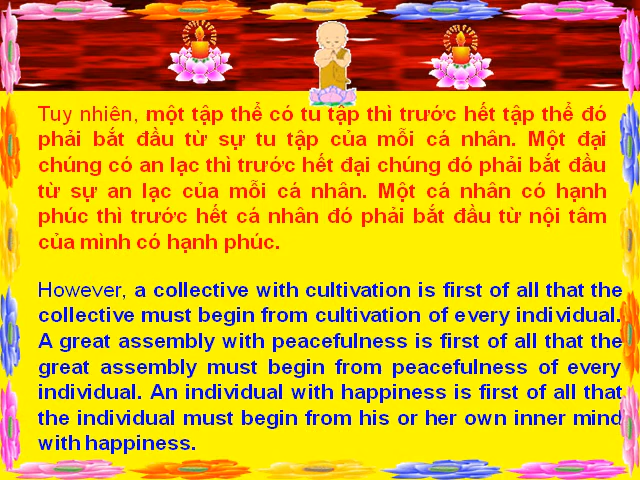 Tuy nhiên, một tập thể có tu tập thì trước hết tập thể đó
phải bắt đầu từ sự tu tập của mỗi cá nhân. Một đại
chúng có an lạc thì trước hết đại chúng đó phải bắt đầu
từ sự an lạc của mỗi cá nhân. Một cá nhân có hạnh
phúc thì trước hết cá nhân đó phải bắt đầu từ nội tâm
của mình có hạnh phúc.
However, a collective with cultivation is first of all that the
collective must begin from cultivation of every individual.
A great assembly with peacefulness is first of all that the
great assembly must begin from peacefulness of every
individual. An individual with happiness is first of all that
the individual must begin from his or her own inner mind
with happiness.